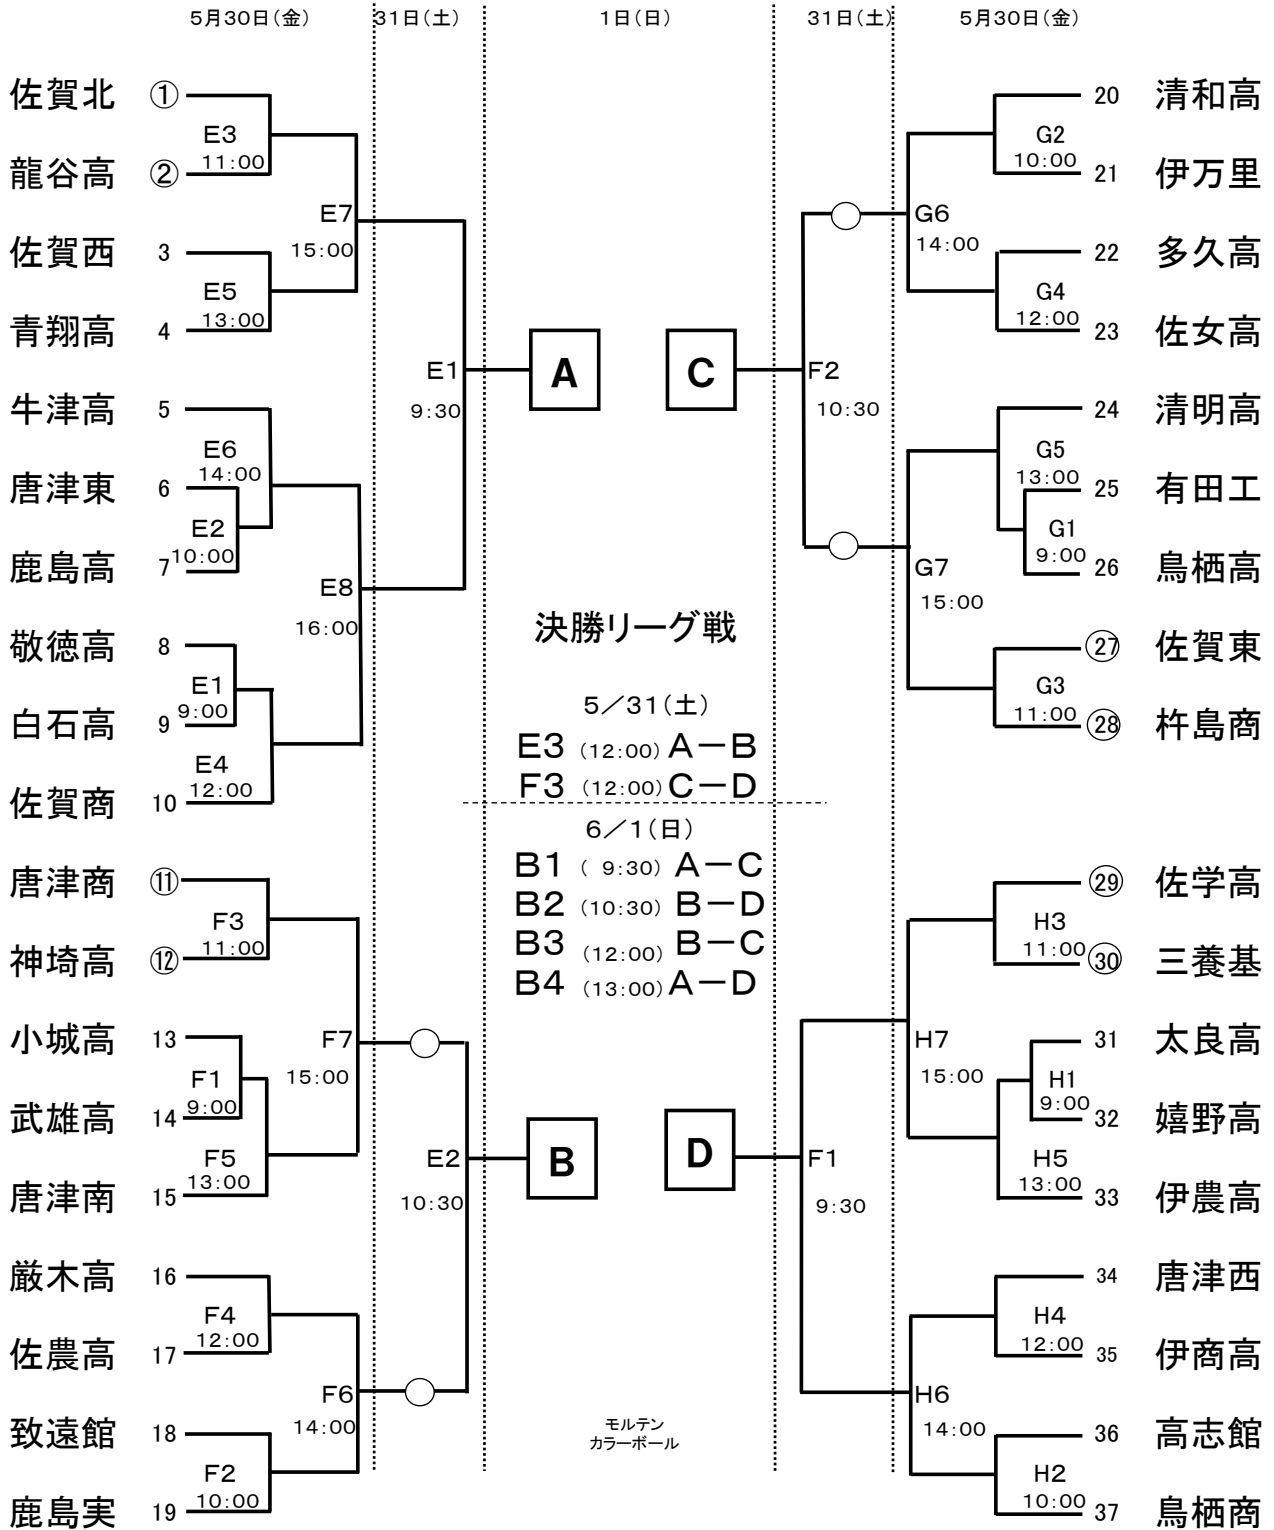 5月30日（金） 31日（土） 1日（日） 31日（土） 5月30日（金）
佐賀北 ① 20 清和高
E3 G2
11:00 10:00
龍谷高 ② 21 伊万里
E7 G6
15:00 14:00
佐賀西 3 22 多久高
E5 G4
13:00 12:00
青翔高 4 23 佐女高
E1 A C F2
9:30 10:30
牛津高 5 24 清明高
E6 G5
14:00 13:00
唐津東 6 25 有田工
E2 G1
10:00 9:00
鹿島高 7 26 鳥栖高
E8 G7
16:00 15:00
決勝リーグ戦
敬徳高 8 27 佐賀東
E1 G3
9:00 11:00
白石高 9 28 杵島商
E4
12:00
佐賀商 10
5／31（土）
E3 （12:00） A－B
F3 （12:00） C－D
6／1（日）
B1 （ 9:30） A－C
B2 （10:30） B－D
B3 （12:00） B－C
B4 （13:00） A－D
唐津商 ⑪ 29 佐学高
F3 H3
11:00 11:00
神埼高 ⑫ 30 三養基
小城高 13 31 太良高
F7 H7
15:00 15:00
F1 H1
9:00 9:00
武雄高 14 32 嬉野高
F5 H5
13:00 13:00
唐津南 15 33 伊農高
E2 B D F1
10:30 9:30
厳木高 16 34 唐津西
F4 H4
12:00 12:00
佐農高 17 35 伊商高
F6 H6
14:00 14:00
致遠館 18 36 高志館
F2 H2
10:00 10:00
鹿島実 19 37 鳥栖商
モルテン
カラーボール